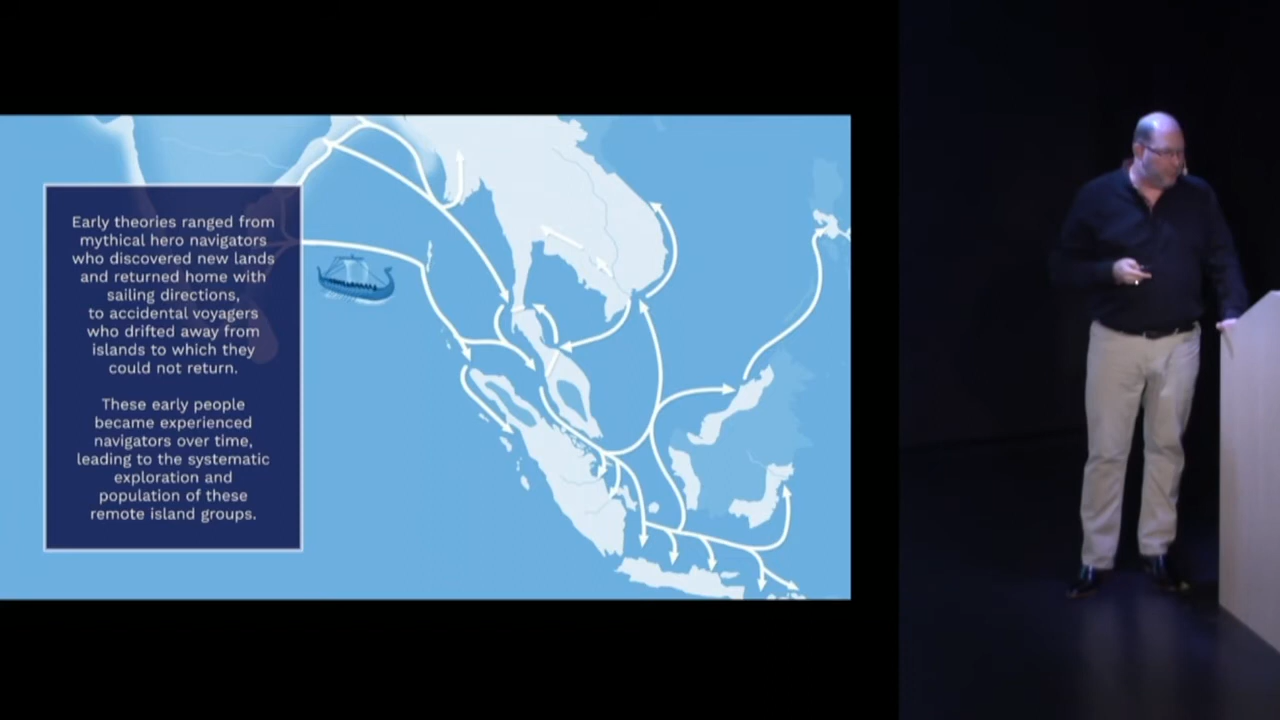 Early theories ranged from
mythical hero navigators
who discovered new lands
and returned home with
sailing directions,
to accidental voyagers
who drifted away from
islands to which they
could not return.
These early people
became experienced
navigators over time,
leading to the systematic
exploration and
population of these
remote island groups.